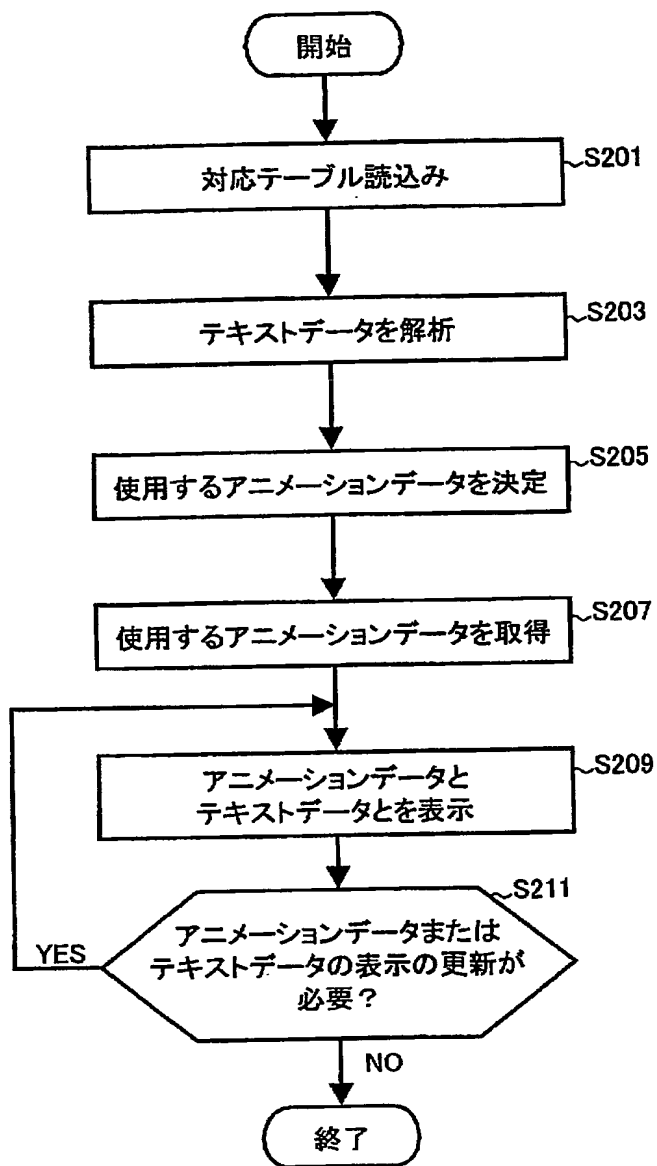 開始
対応テーブル読込み
S201
テキストデータを解析
S203
使用するアニメーションデータを決定
S205
使用するアニメーションデータを取得
S207
アニメーションデータと
テキストデータとを表示
S209
S211
アニメーションデータまたは
テキストデータの表示の更新が
必要?
YES
NO
終了